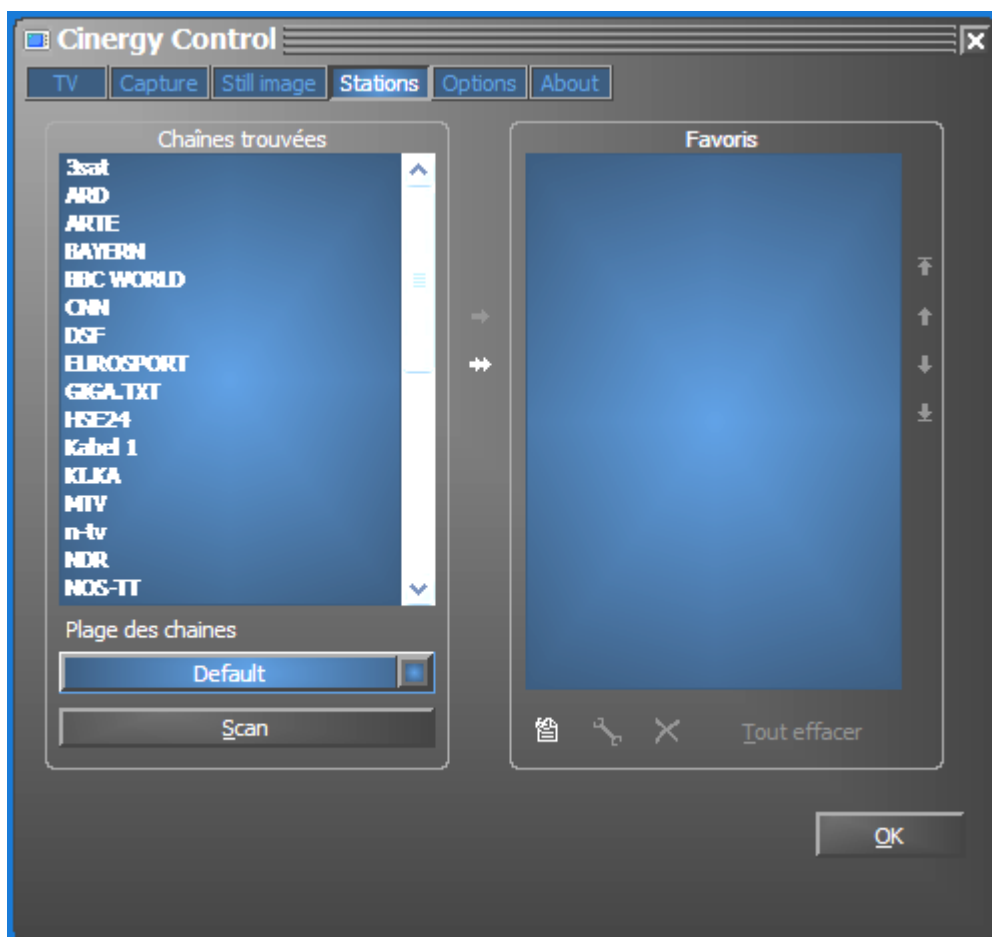 Cinergy Control
TV Capture Still image Stations Options About
Chaînes trouvées
3sat
ARD
ARTE
BAYERN
BBC WORLD
CNN
DSF
EUROSPORT
GIGA.TXT
HSE24
Kabel 1
KI.KA
MTV
n-tv
NDR
NOS-TT
Plage des chaines
Default
Scan
Favoris
Tout effacer
OK